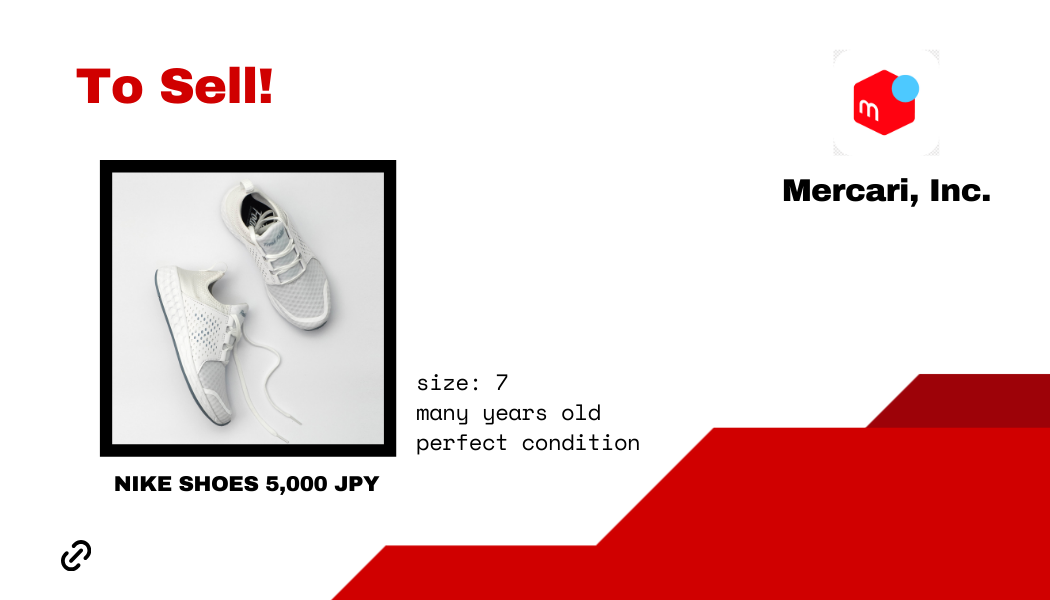 To Sell!
m
Mercari, Inc.
size: 7
many years old
perfect condition
NIKE SHOES 5,000 JPY